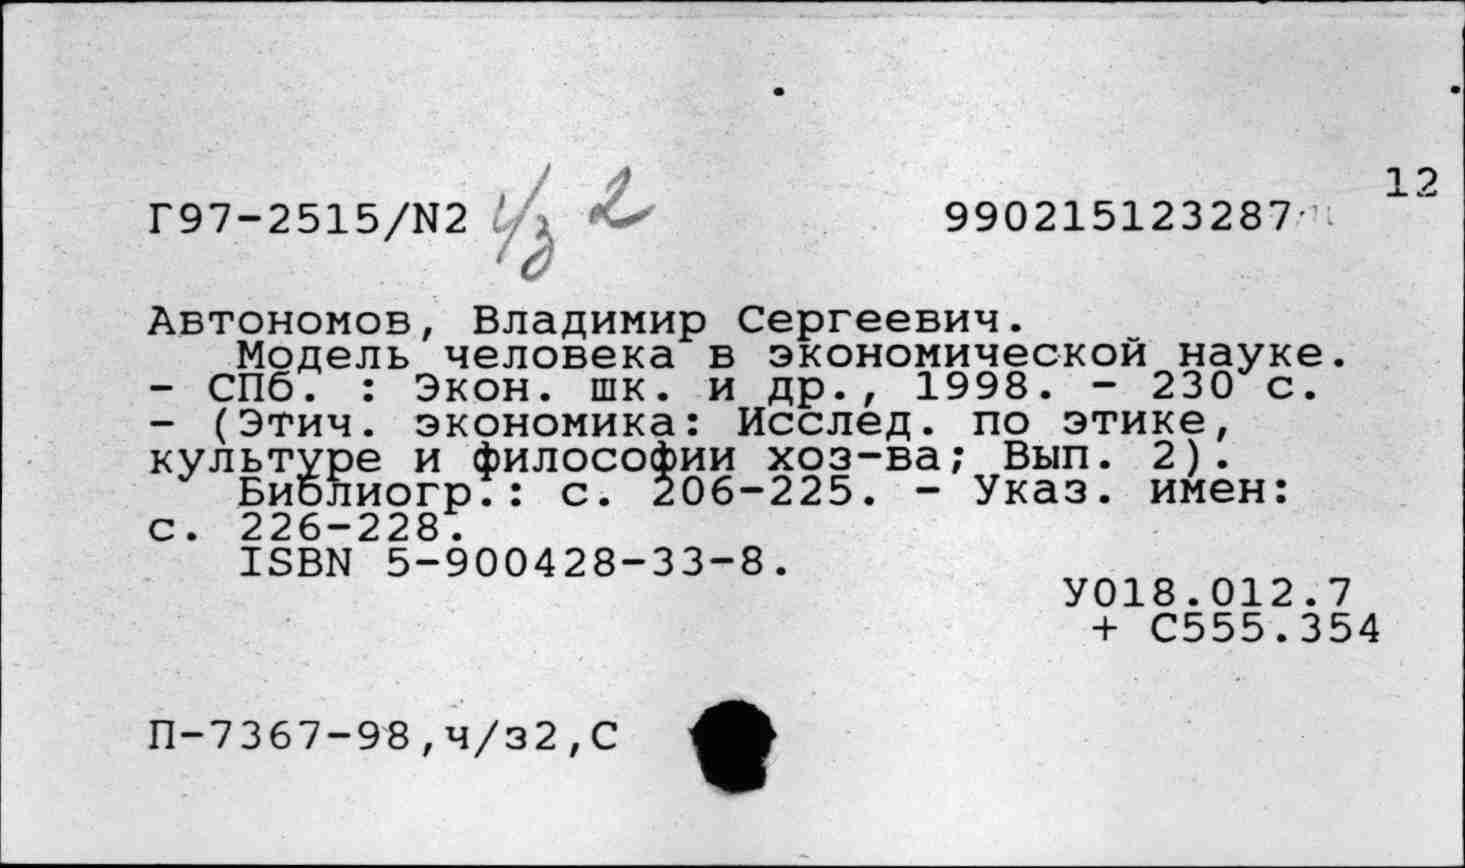 12
Г97-2515/N2 ч/з 2 990215123287
Автономов, Владимир Сергеевич.
Модель человека в экономической науке.
- СПб. : Экон. шк. и др., 1998. - 230 с.
- (Этич. экономика: Исслед. по этике,
культуре и философии хоз-ва; Вып. 2).
Библиогр.: с. 206-225. - Указ. имен:
с. 226-228.
ISBN 5-900428-33-8.
У018.012.7
+ С555.354
П-7367-98,ч/з2,С